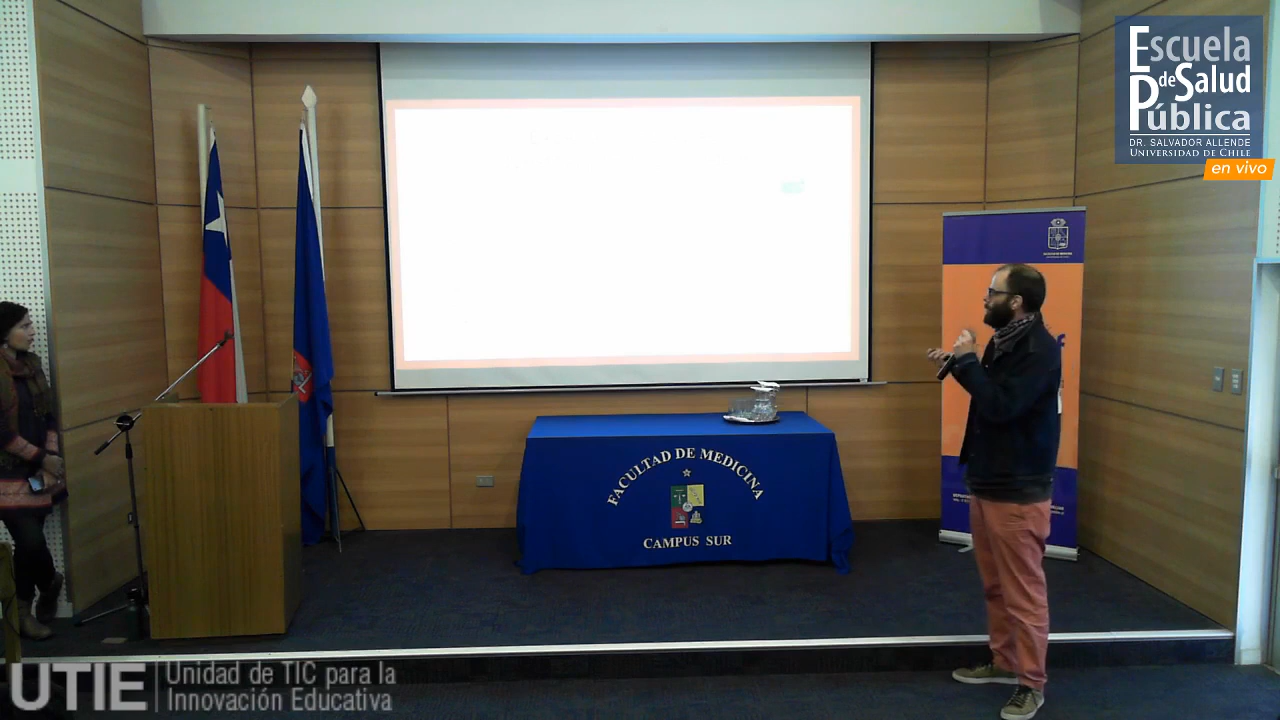 Escuela
de Salud
Pública
DR. SALVADOR ALLENDE
UNIVERSIDAD DE CHILE
en vivo
FACULTAD DE MEDICINA
CAMPUS SUR
UTIE
Unidad de TIC para la
Innovación Educativa